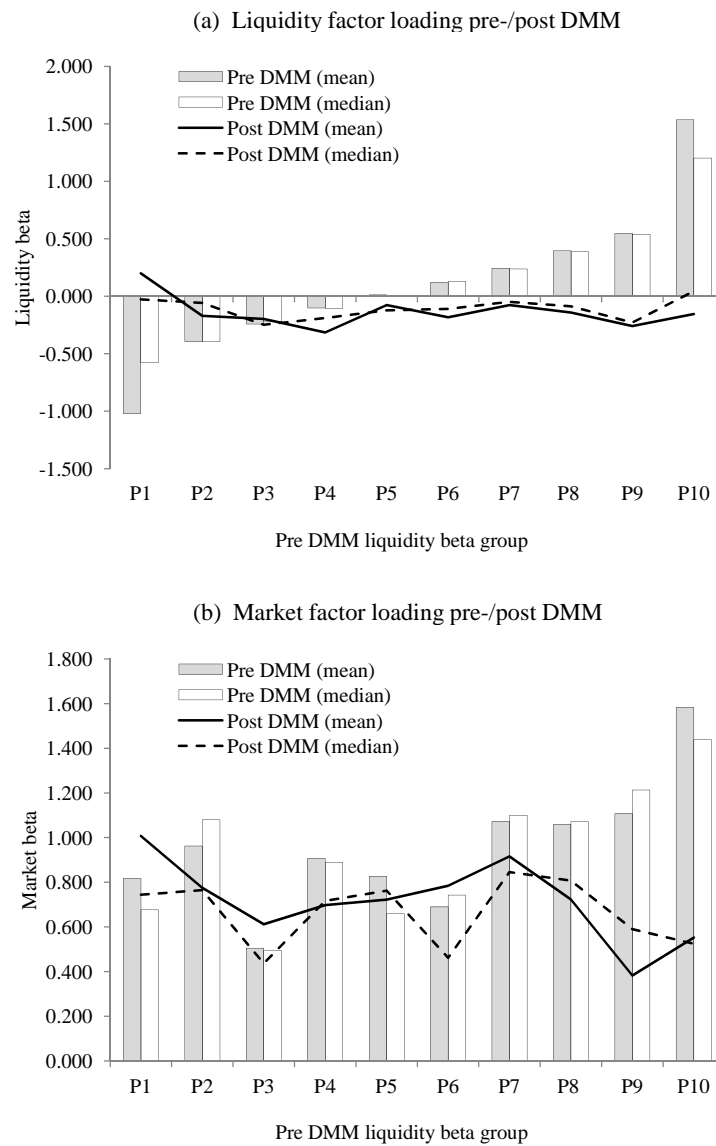 (a) Liquidity factor loading pre-/post DMM
2.000
1.500
1.000
0.500
0.000
-0.500
-1.000
-1.500
Liquidity beta
Pre DMM (mean)
Pre DMM (median)
Post DMM (mean)
Post DMM (median)
P1 P2 P3 P4 P5 P6 P7 P8 P9 P10
Pre DMM liquidity beta group
(b) Market factor loading pre-/post DMM
1.800
1.600
1.400
1.200
1.000
0.800
0.600
0.400
0.200
0.000
Market beta
Pre DMM (mean)
Pre DMM (median)
Post DMM (mean)
Post DMM (median)
P1 P2 P3 P4 P5 P6 P7 P8 P9 P10
Pre DMM liquidity beta group